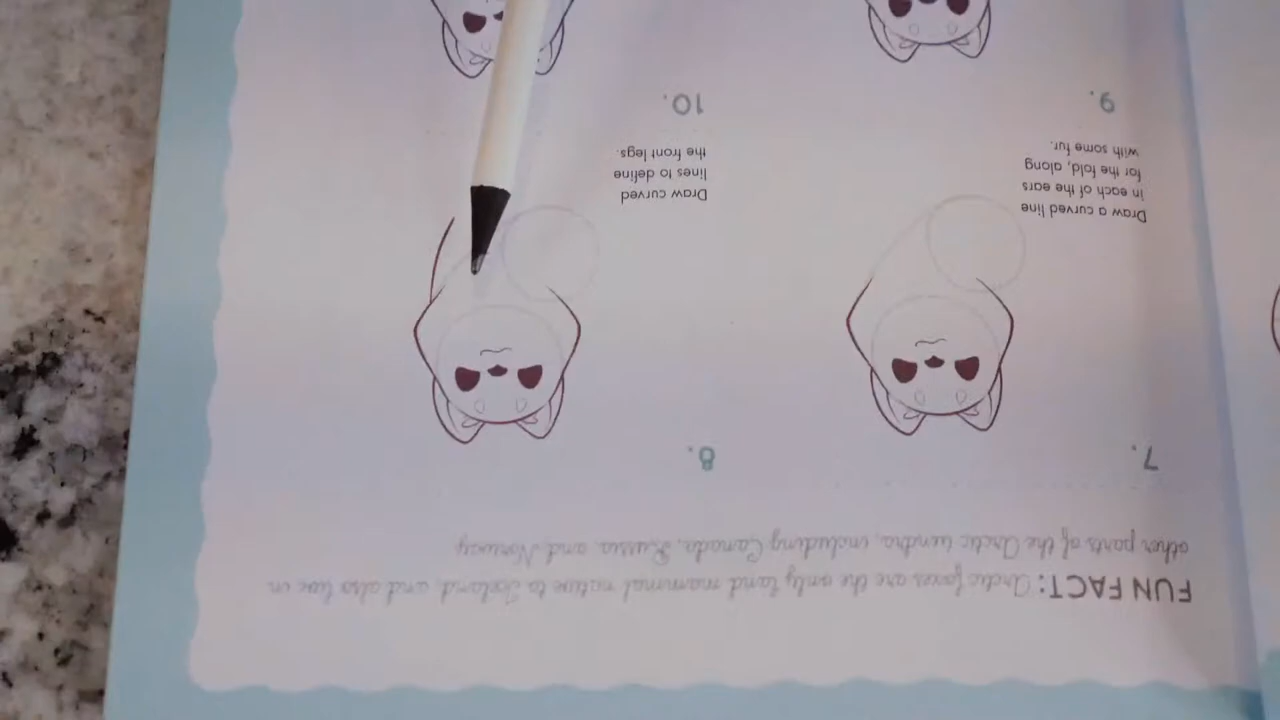 FUN FACT: Arctic foxes are the only land mammal native to Iceland, and also live in
other parts of the Arctic tundra, including Canada, Russia, and Norway.
7.
8.
Draw a curved line
in each of the ears
for the fold, along
with some fur.
Draw curved
lines to define
the front legs.
9.
10.